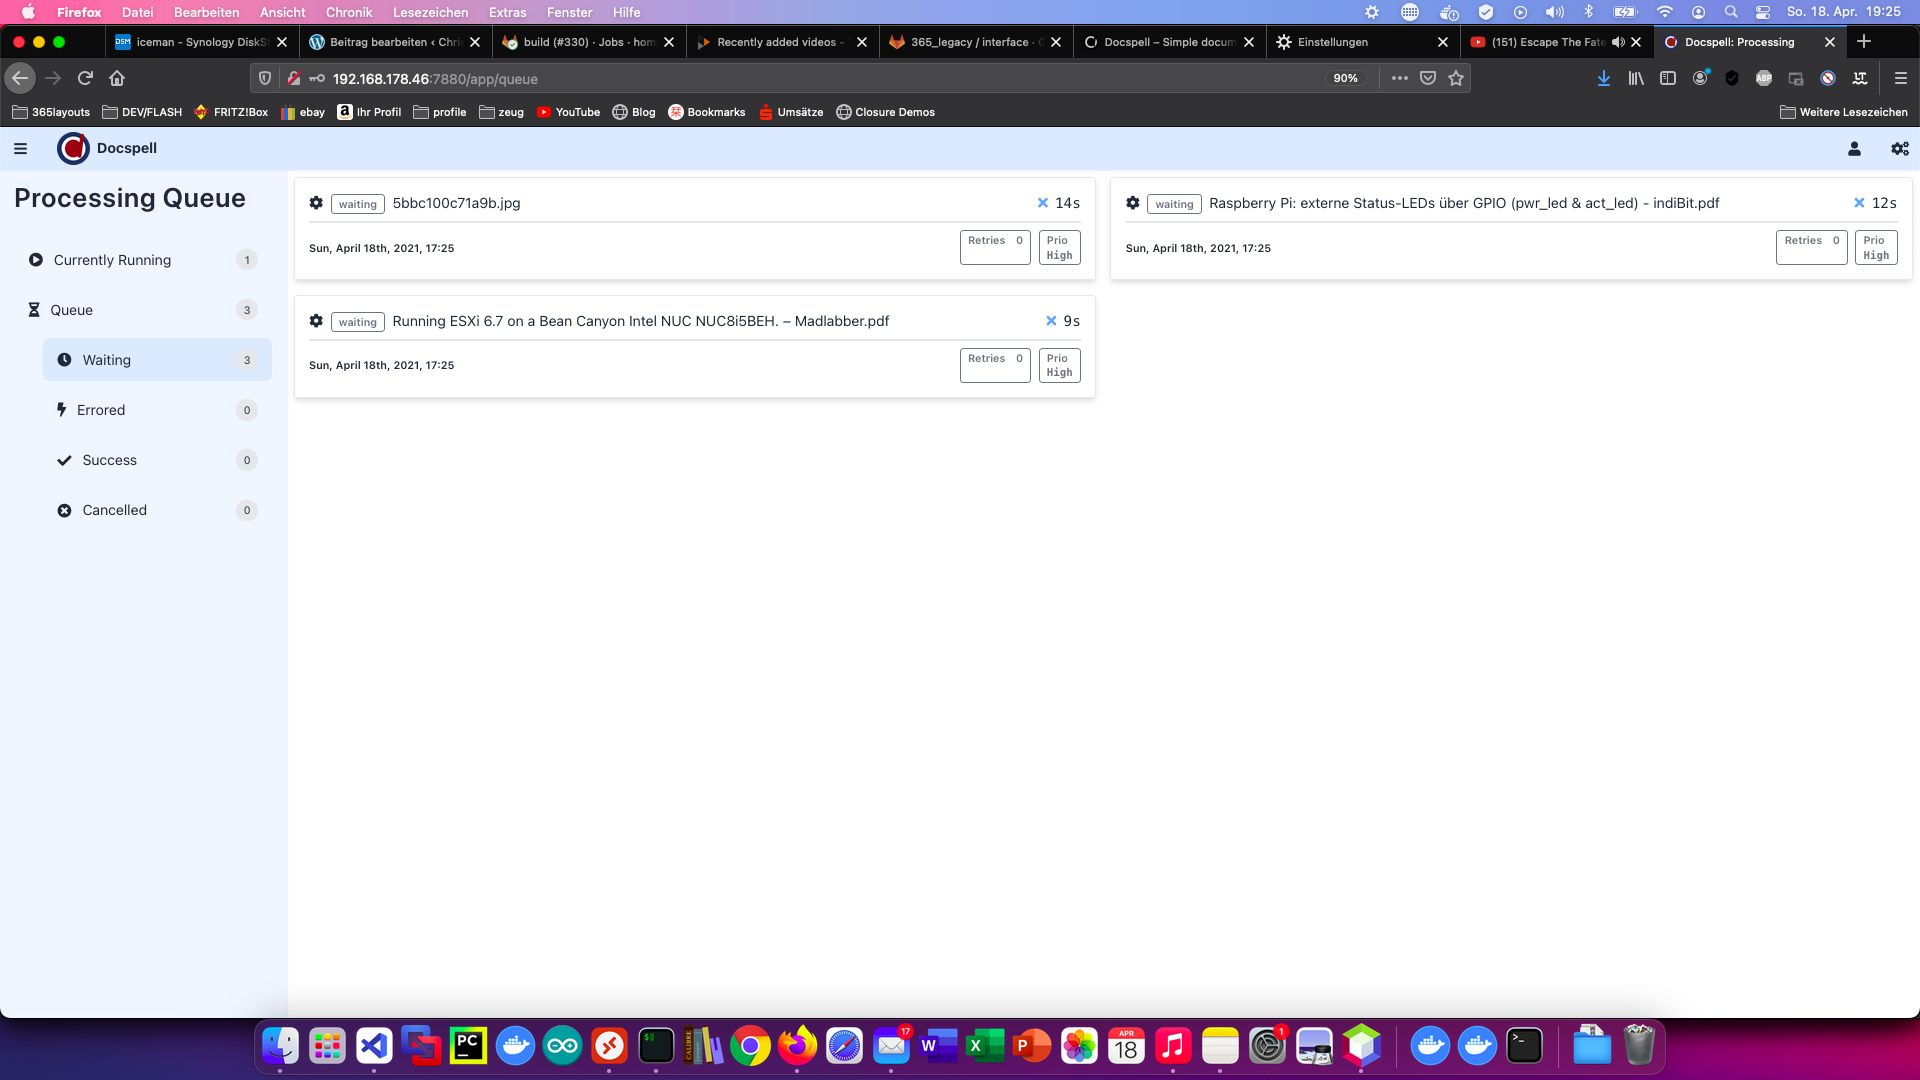 Firefox Datei Bearbeiten Ansicht Chronik Lesezeichen Extras Fenster Hilfe So. 18. Apr. 19:25
DSM iceman - Synology DiskSt
Beitrag bearbeiten ‹ Chris
build (#330) · Jobs · hom
Recently added videos -
365_legacy / interface · G
Docspell – Simple docum
Einstellungen
(151) Escape The Fate
Docspell: Processing
192.168.178.46:7880/app/queue 90%
ABP
365layouts DEV/FLASH FRITZ!Box ebay Ihr Profil profile zeug YouTube Blog Bookmarks Umsätze Closure Demos Weitere Lesezeichen
Docspell
Processing Queue
Currently Running 1
Queue 3
Waiting 3
Errored 0
Success 0
Cancelled 0
waiting 5bbc100c71a9b.jpg 14s
Sun, April 18th, 2021, 17:25 Retries 0 Prio High
waiting Raspberry Pi: externe Status-LEDs über GPIO (pwr_led & act_led) - indiBit.pdf 12s
Sun, April 18th, 2021, 17:25 Retries 0 Prio High
waiting Running ESXi 6.7 on a Bean Canyon Intel NUC NUC8i5BEH. – Madlabber.pdf 9s
Sun, April 18th, 2021, 17:25 Retries 0 Prio High
PC
CALIBRE
17
W
X
P
APR
18
1